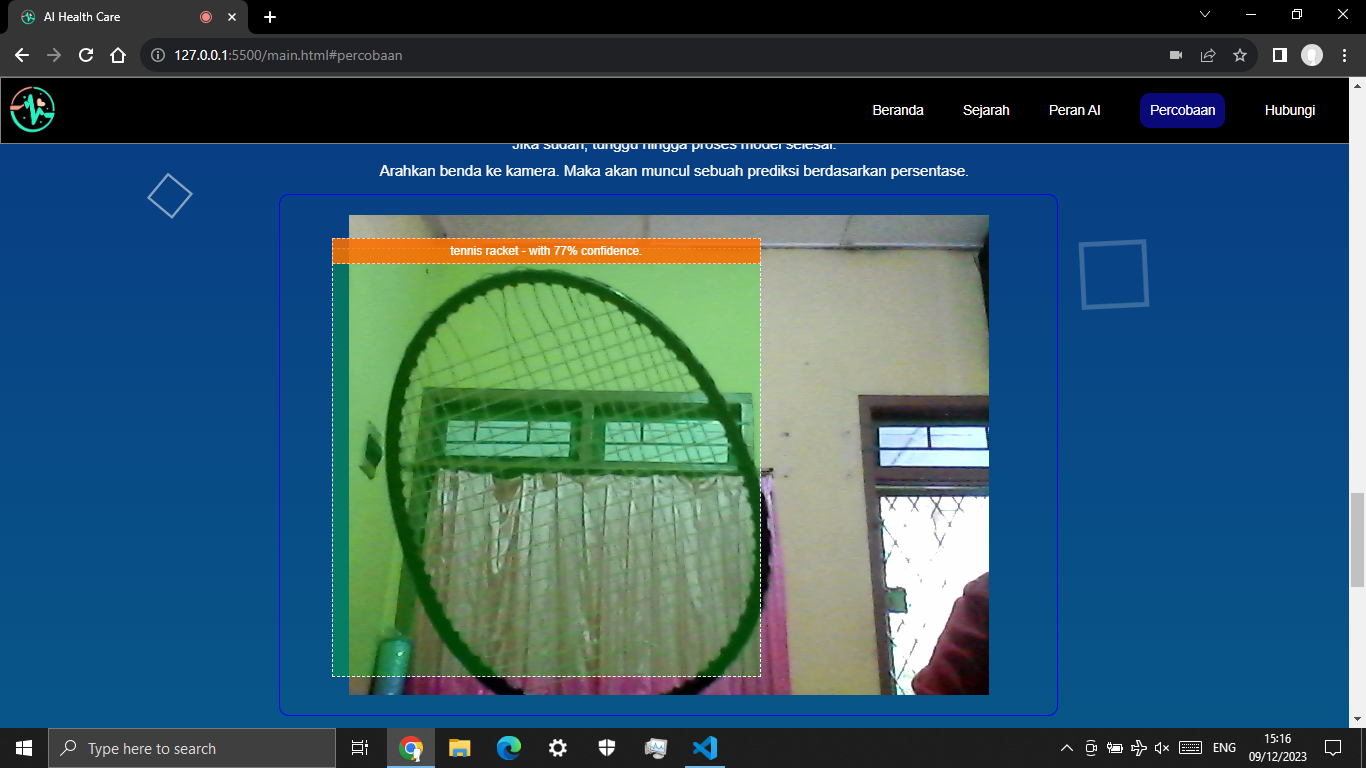 AI Health Care
127.0.0.1:5500/main.html#percobaan
Beranda
Sejarah
Peran AI
Percobaan
Hubungi
Jika sudah, tunggu hingga proses model selesai.
Arahkan benda ke kamera. Maka akan muncul sebuah prediksi berdasarkan persentase.
tennis racket - with 77% confidence.
Type here to search
ENG
15:16
09/12/2023